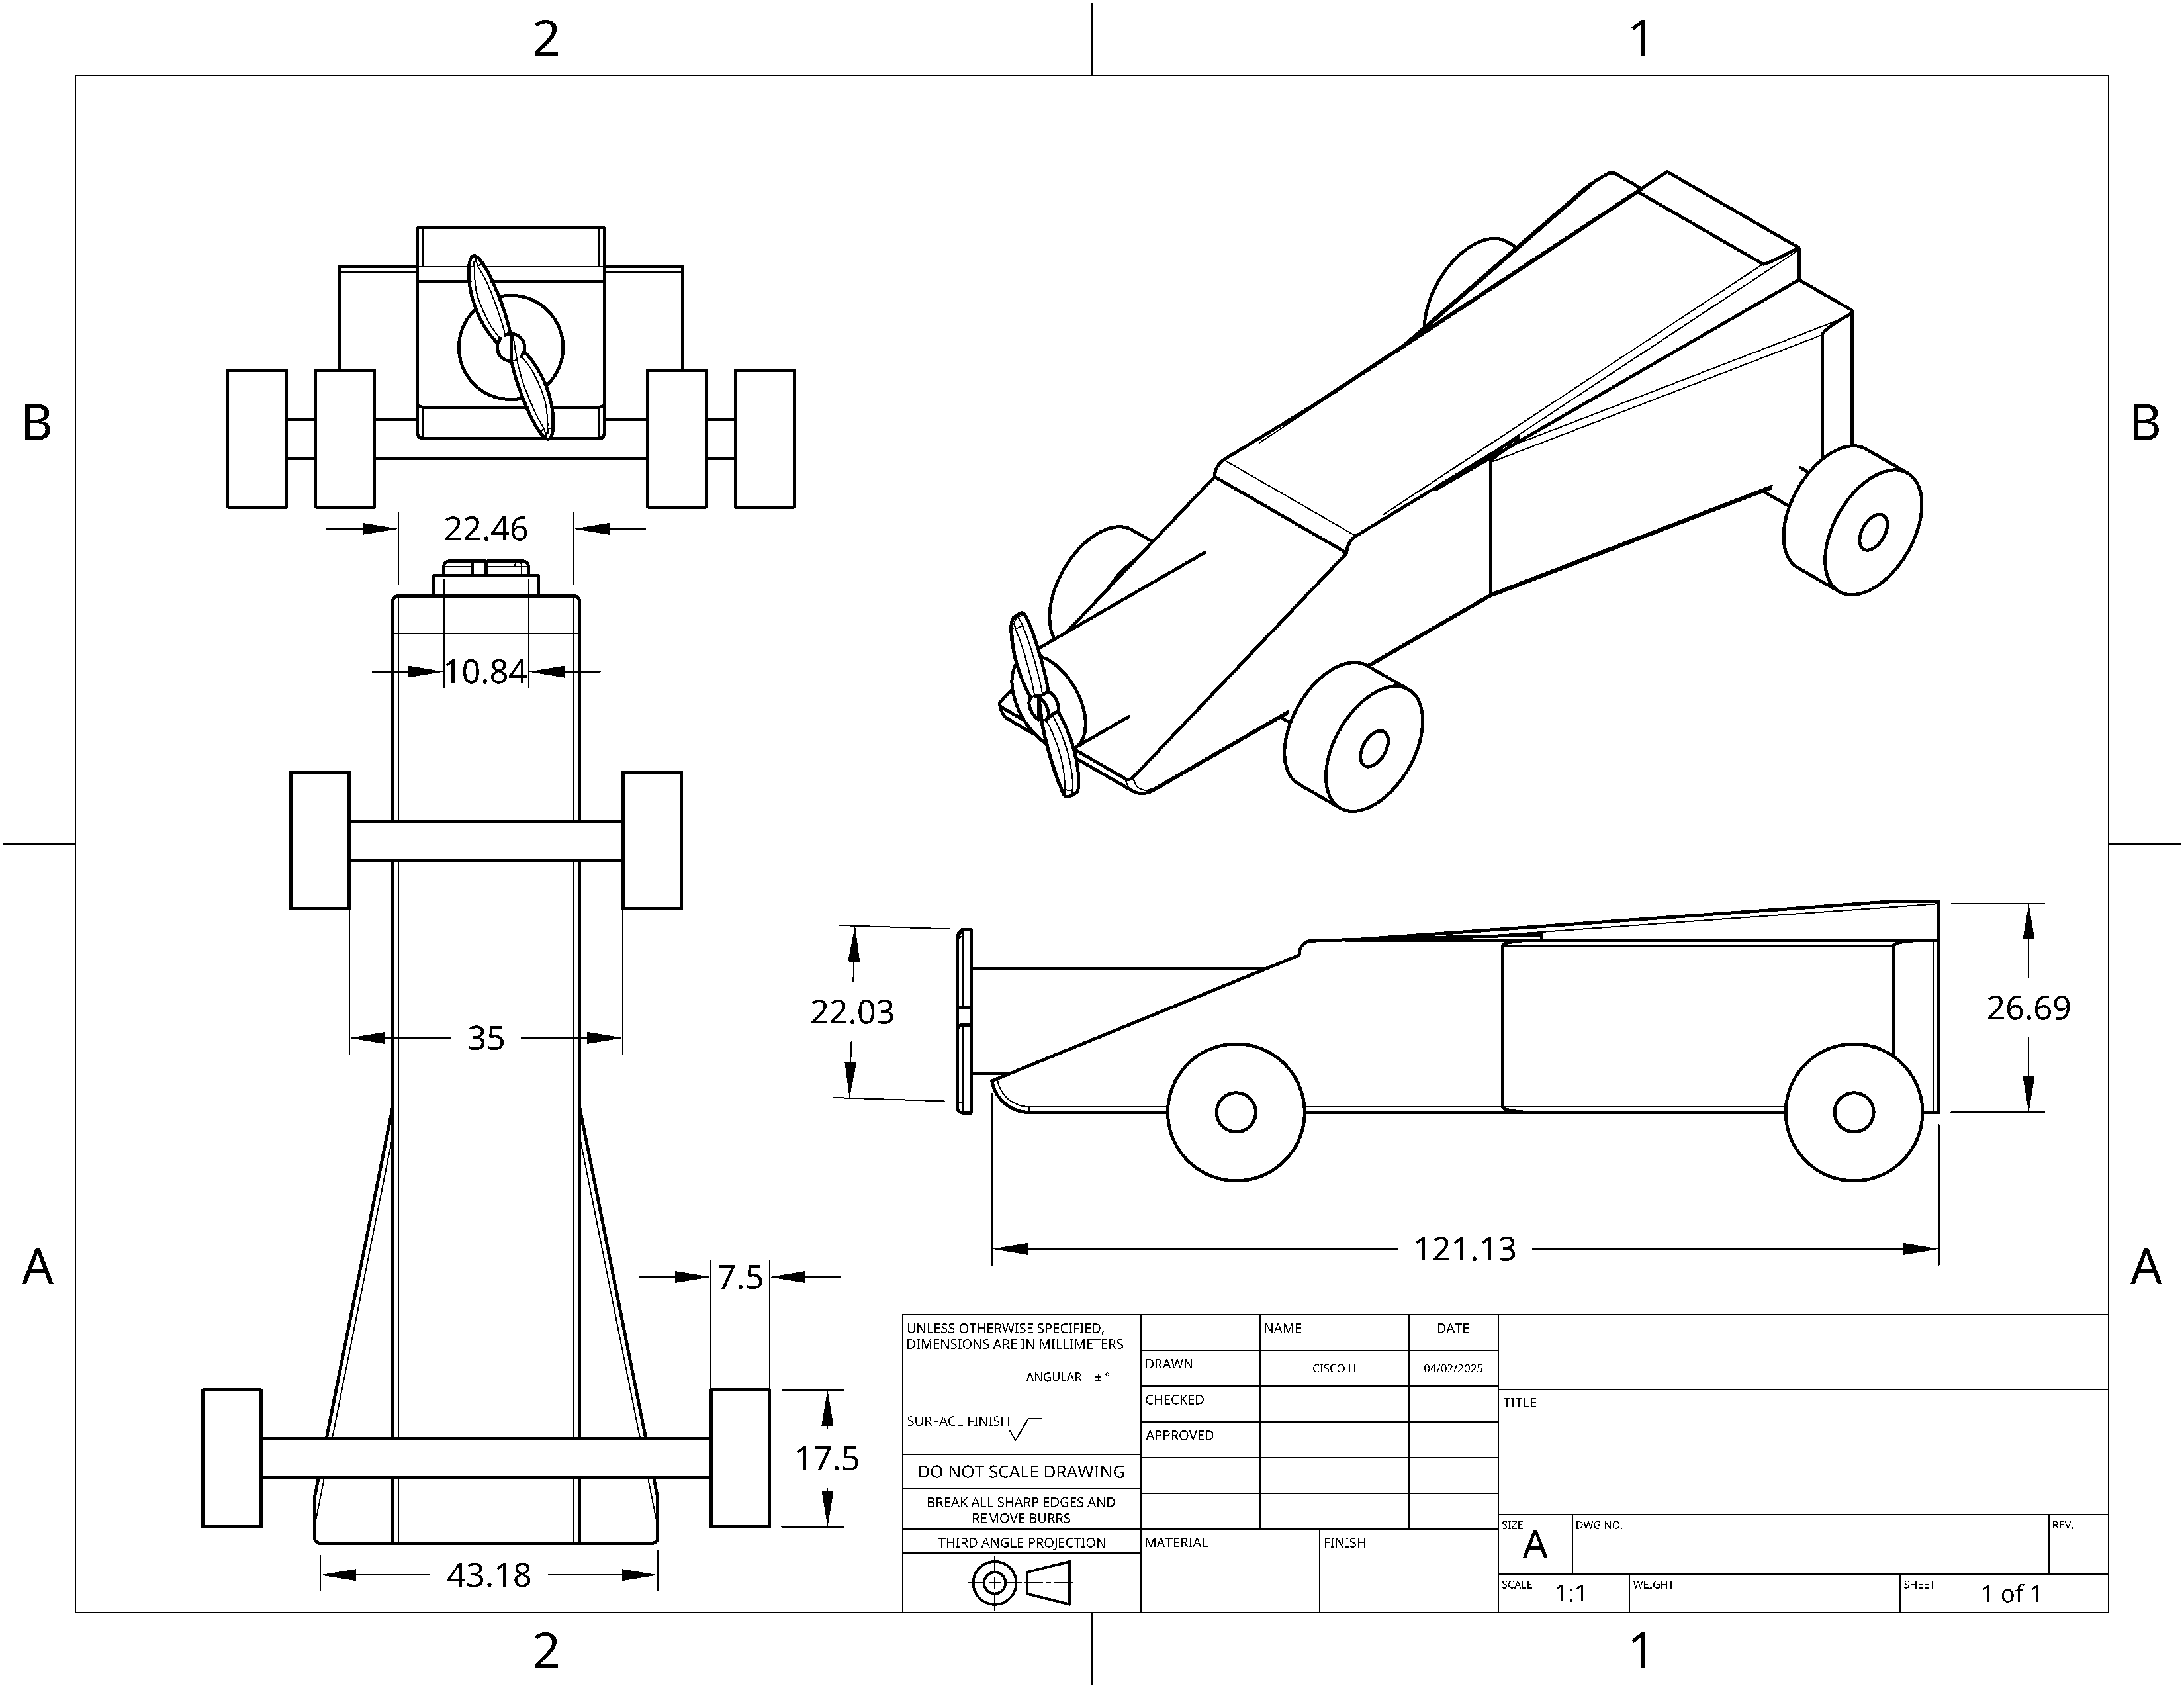 2
1
B
B
22.46
10.84
35
22.03
26.69
121.13
A
A
7.5
17.5
43.18
UNLESS OTHERWISE SPECIFIED,
DIMENSIONS ARE IN MILLIMETERS
ANGULAR = ± °
SURFACE FINISH
DO NOT SCALE DRAWING
BREAK ALL SHARP EDGES AND
REMOVE BURRS
THIRD ANGLE PROJECTION
NAME
DATE
DRAWN
CISCO H
04/02/2025
CHECKED
APPROVED
MATERIAL
FINISH
TITLE
SIZE
A
DWG NO.
REV.
SCALE
1:1
WEIGHT
SHEET
1 of 1
2
1